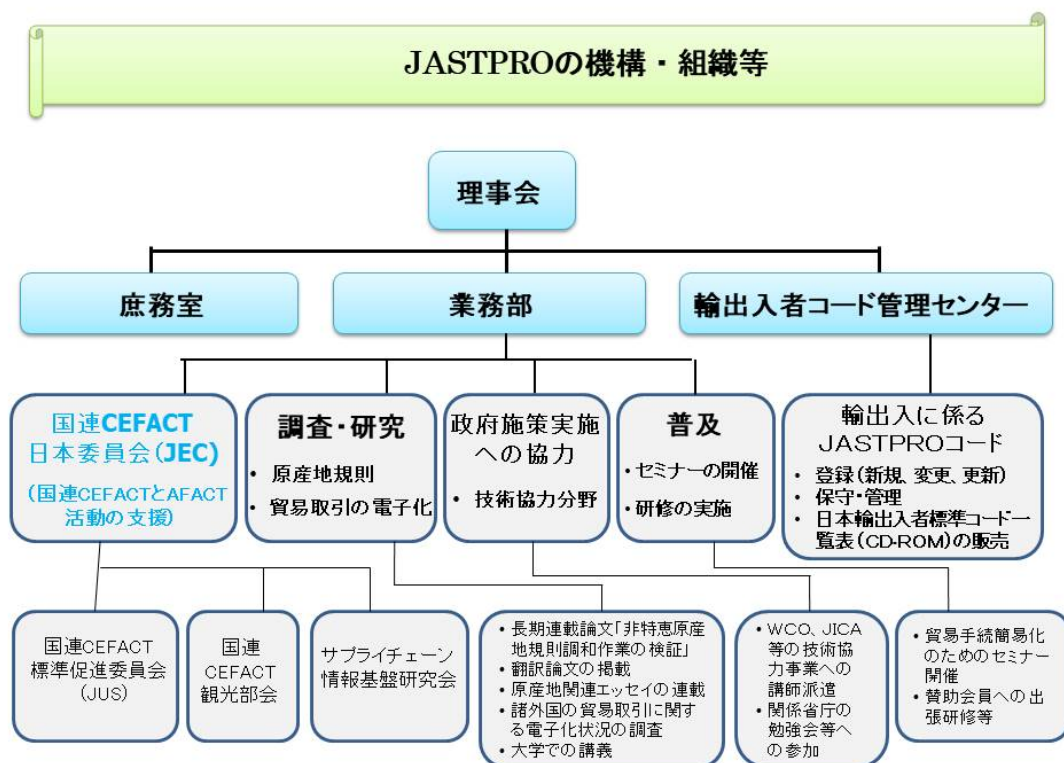 JASTPROの機構・組織等
理事会
庶務室
業務部
輸出入者コード管理センター
国連CEFACT
日本委員会(JEC)
(国連CEFACTとAFACT
活動の支援)
調査・研究
• 原産地規則
• 貿易取引の電子化
政府施策実施
への協力
• 技術協力分野
普及
•セミナーの開催
•研修の実施
輸出入に係る
JASTPROコード
• 登録(新規、変更、更新)
• 保守・管理
• 日本輸出入者標準コード一
覧表(CD-ROM)の販売
国連CEFACT
標準促進委員会
(JUS)
国連
CEFACT
観光部会
サプライチェーン
情報基盤研究会
• 長期連載論文「非特恵原産
地規則調和作業の検証」
• 翻訳論文の掲載
• 原産地関連エッセイの連載
• 諸外国の貿易取引に関す
る電子化状況の調査
• 大学での講義
• WCO、JICA
等の技術協
力事業への
講師派遣
• 関係省庁の
勉強会等へ
の参加
• 貿易手続簡易化
のためのセミナー
開催
• 賛助会員への出
張研修等